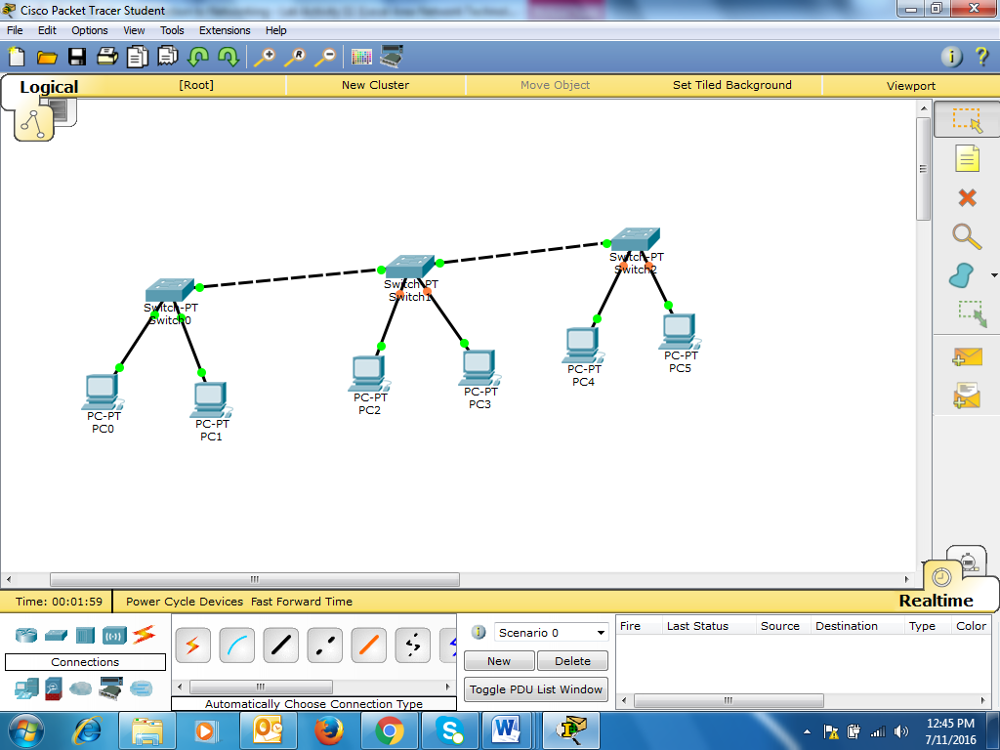 Cisco Packet Tracer Student
File Edit Options View Tools Extensions Help
Logical [Root] New Cluster Move Object Set Tiled Background Viewport
Switch-PT
Switch2
Switch-PT
Switch1
Switch-PT
Switch0
PC-PT
PC5
PC-PT
PC4
PC-PT
PC3
PC-PT
PC2
PC-PT
PC0
PC-PT
PC1
Time: 00:01:59 Power Cycle Devices Fast Forward Time Realtime
Connections
Automatically Choose Connection Type
Scenario 0
New Delete
Toggle PDU List Window
Fire Last Status Source Destination Type Color
12:45 PM
7/11/2016